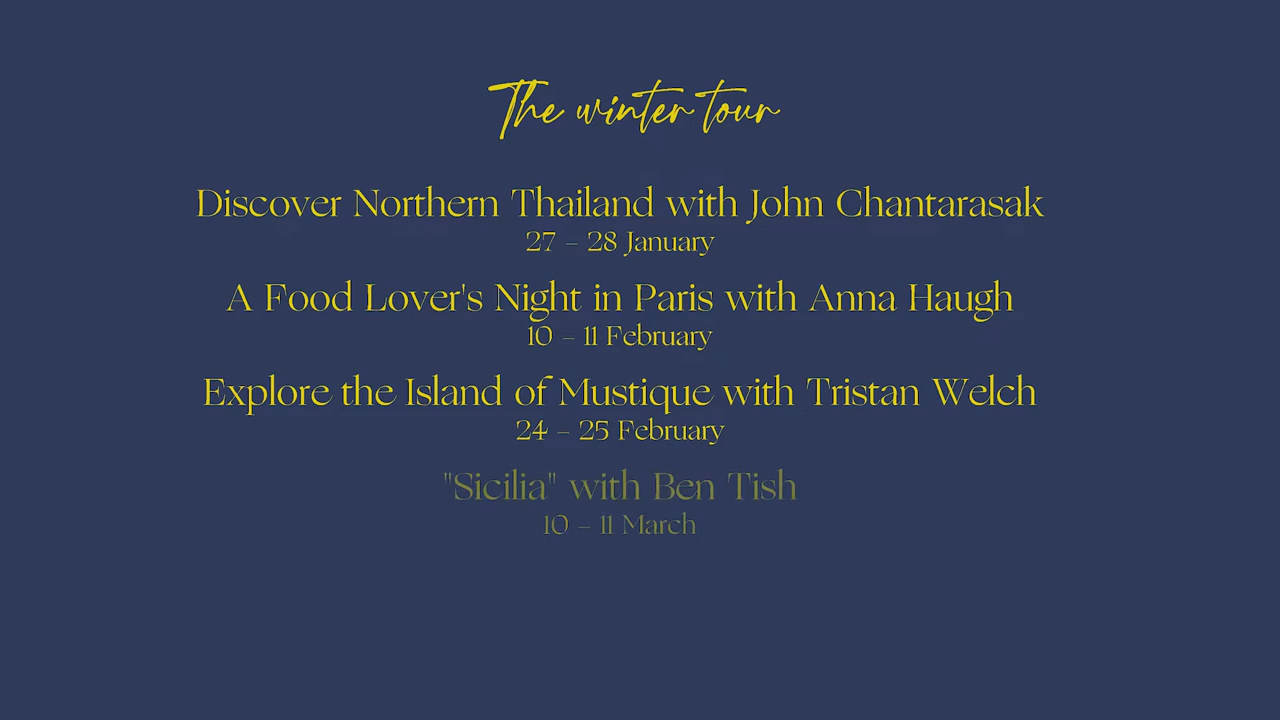 The winter tour
Discover Northern Thailand with John Chantarasak
27 – 28 January
A Food Lover's Night in Paris with Anna Haugh
10 – 11 February
Explore the Island of Mustique with Tristan Welch
24 – 25 February
"Sicilia" with Ben Tish
10 – 11 March